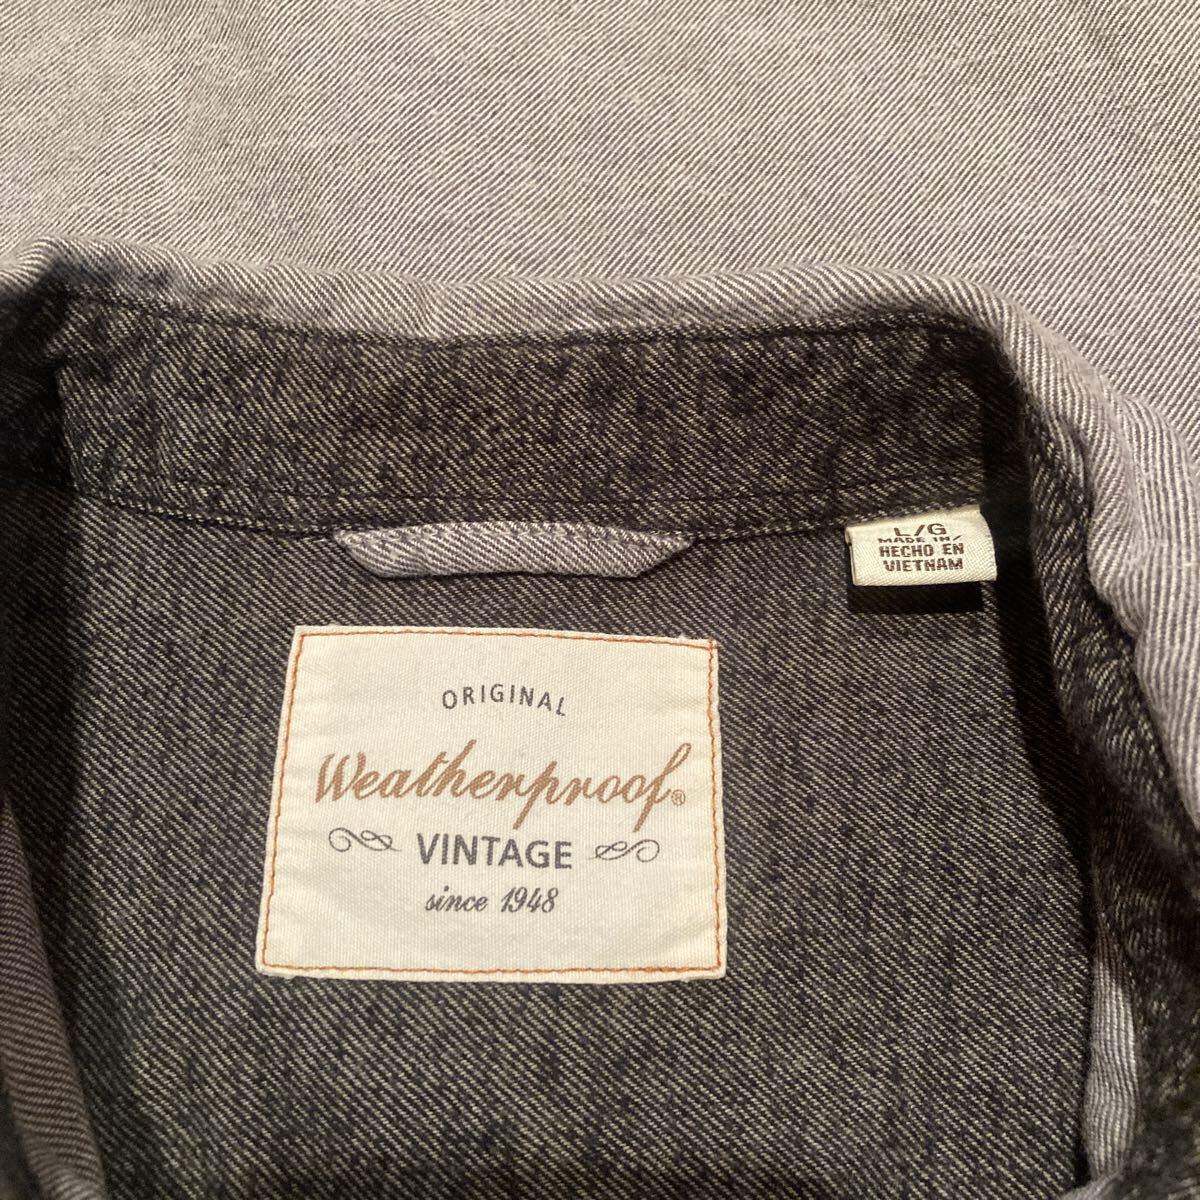 L/G
MADE IN/
HECHO EN
VIETNAM
ORIGINAL
Weatherproof®
VINTAGE
since 1948